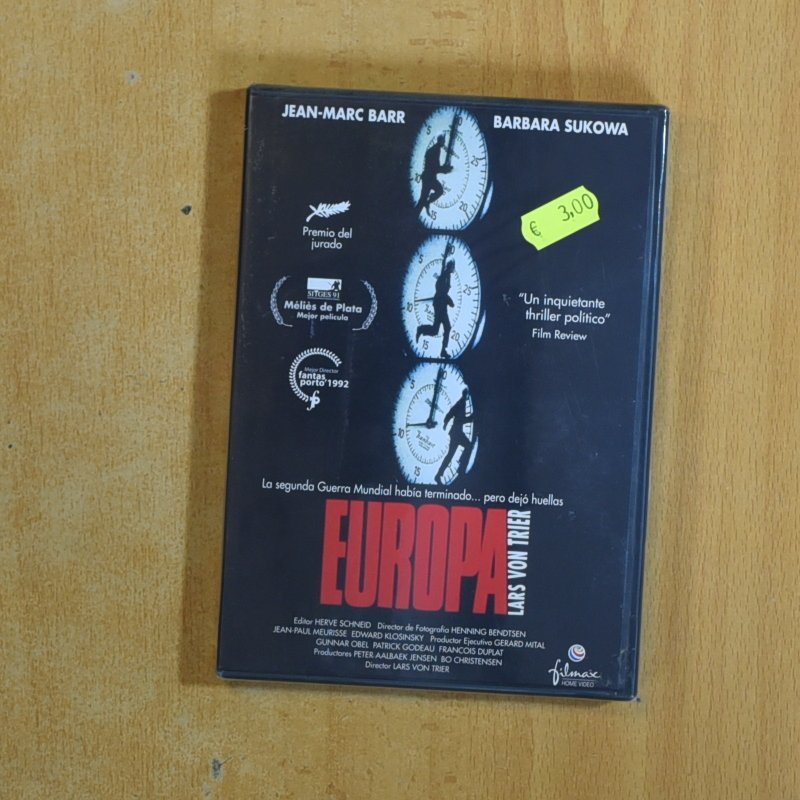 JEAN-MARC BARR
BARBARA SUKOWA
€ 3,00
Premio del
jurado
SITGES 91
Méliès de Plata
Mejor película
"Un inquietante
thriller político"
Film Review
Mejor Director
fantas
porto'1992
La segunda Guerra Mundial había terminado... pero dejó huellas
EUROPA
LARS VON TRIER
Editor HERVE SCHNEID Director de Fotografía HENNING BENDTSEN
JEAN-PAUL MEURISSE EDWARD KLOSINSKY Productor Ejecutivo GERARD MITAL
GUNNAR OBEL PATRICK GODEAU FRANCOIS DUPLAT
Productores PETER AALBAEK JENSEN BO CHRISTENSEN
Director LARS VON TRIER
filmax
HOME VIDEO